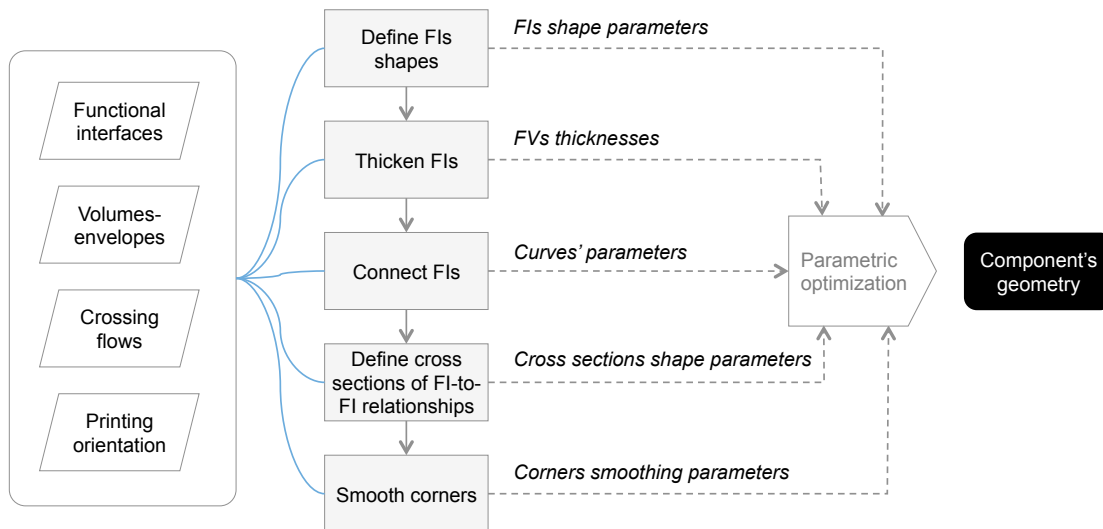 Functional
interfaces
Volumes-
envelopes
Crossing
flows
Printing
orientation
Define FIs
shapes
Thicken FIs
Connect FIs
Define cross
sections of FI-to-
FI relationships
Smooth corners
FIs shape parameters
FVs thicknesses
Curves’ parameters
Cross sections shape parameters
Corners smoothing parameters
Parametric
optimization
Component’s
geometry